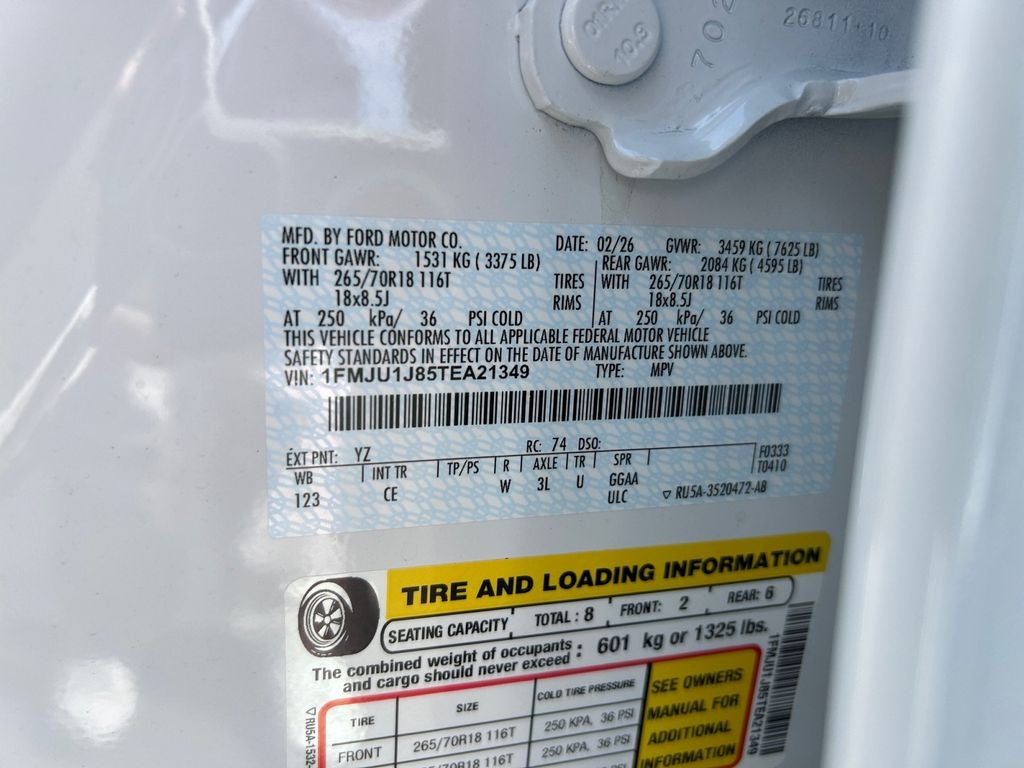 10.9
26811+10
MFD. BY FORD MOTOR CO.
DATE: 02/26 GVWR: 3459 KG ( 7625 LB)
FRONT GAWR: 1531 KG ( 3375 LB) REAR GAWR: 2084 KG ( 4595 LB)
WITH 265/70R18 116T TIRES WITH 265/70R18 116T TIRES
18x8.5J RIMS 18x8.5J RIMS
AT 250 kPa/ 36 PSI COLD AT 250 kPa/ 36 PSI COLD
THIS VEHICLE CONFORMS TO ALL APPLICABLE FEDERAL MOTOR VEHICLE
SAFETY STANDARDS IN EFFECT ON THE DATE OF MANUFACTURE SHOWN ABOVE.
VIN: 1FMJU1J85TEA21349 TYPE: MPV
EXT PNT: YZ RC: 74 DSO: F0333
WB INT TR TP/PS R AXLE TR SPR T0410
123 CE W 3L U GGAA
ULC RU5A-3520472-AB
TIRE AND LOADING INFORMATION
SEATING CAPACITY TOTAL : 8 FRONT: 2 REAR: 6
The combined weight of occupants
and cargo should never exceed : 601 kg or 1325 lbs.
TIRE SIZE COLD TIRE PRESSURE
FRONT 265/70R18 116T 250 KPA, 36 PSI
250 KPA, 36 PSI
SEE OWNERS
MANUAL FOR
ADDITIONAL
INFORMATION
1FMJU1J85TEA21349
RU5A-1532-